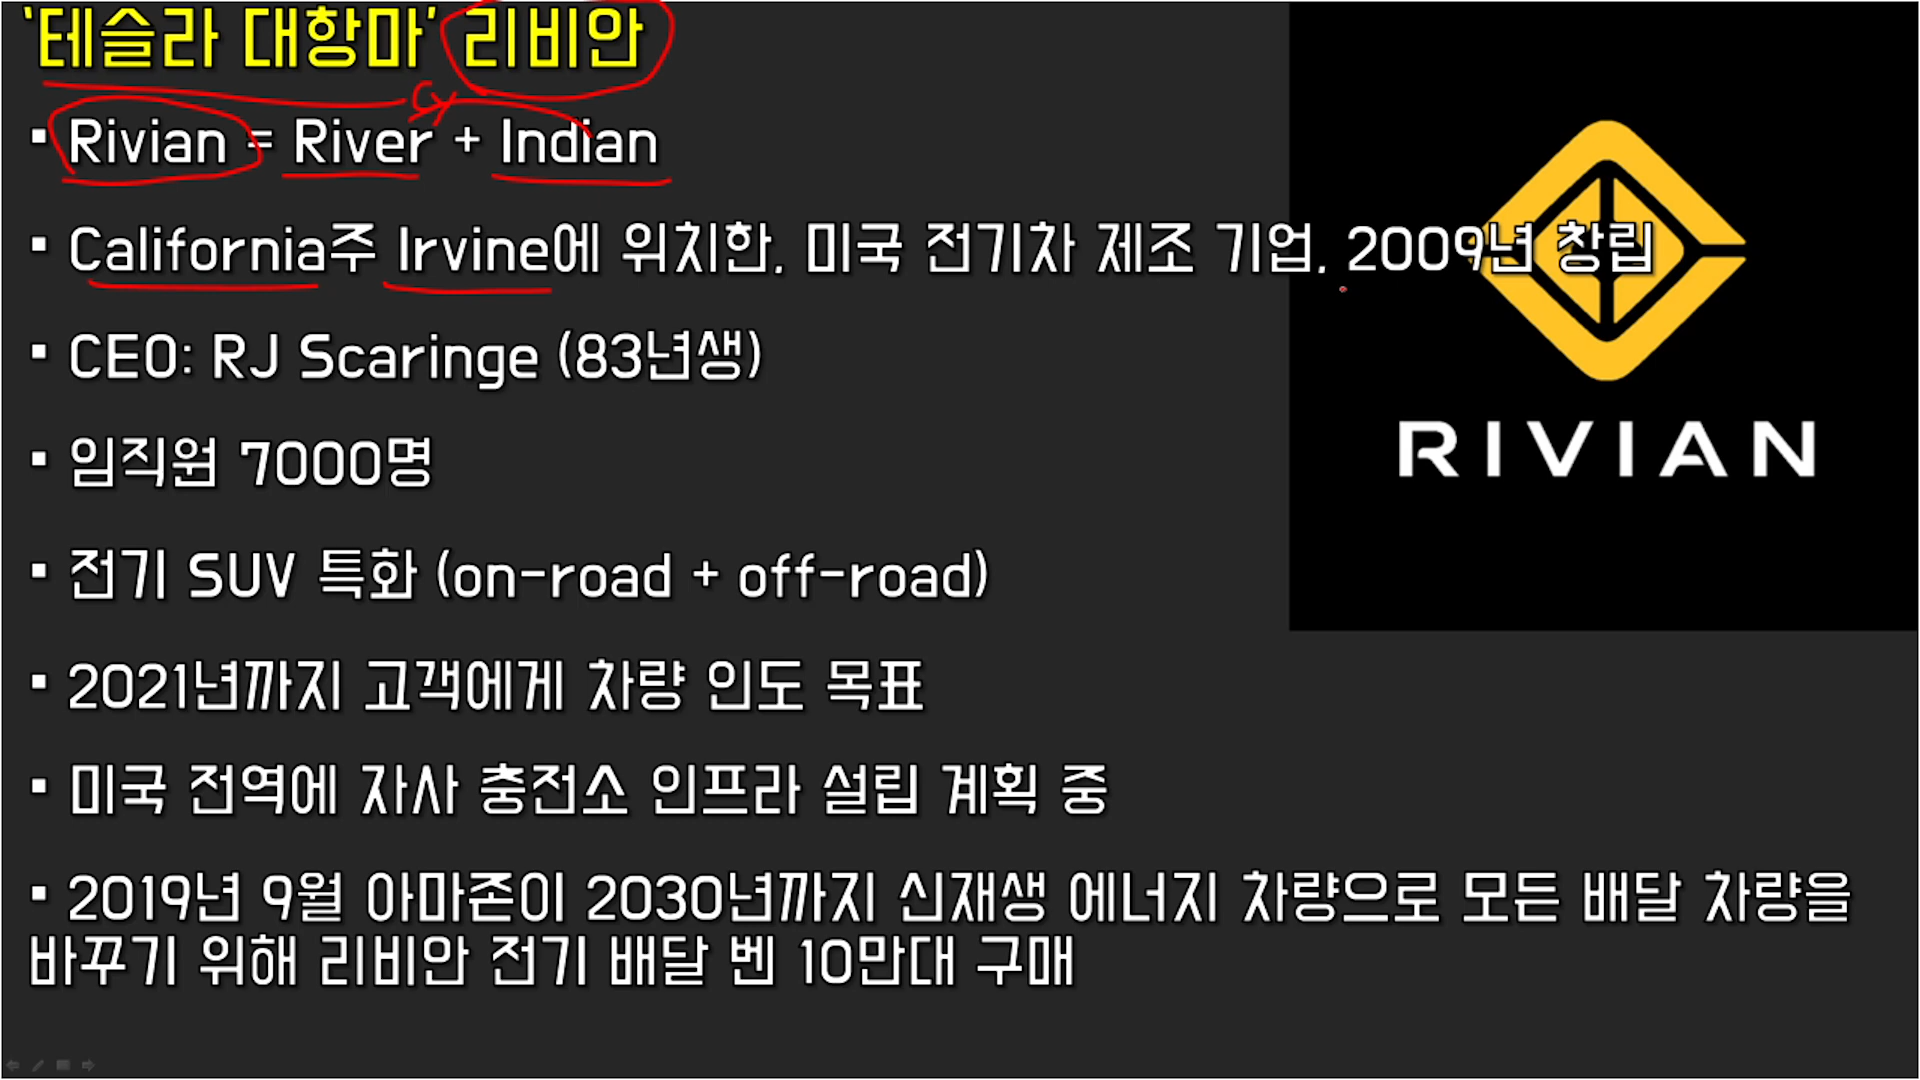 ‘테슬라 대항마’ 리비안
▪ Rivian = River + Indian
▪ California주 Irvine에 위치한, 미국 전기차 제조 기업, 2009년 창립
▪ CEO: RJ Scaringe (83년생)
▪ 임직원 7000명
▪ 전기 SUV 특화 (on-road + off-road)
▪ 2021년까지 고객에게 차량 인도 목표
▪ 미국 전역에 자사 충전소 인프라 설립 계획 중
▪ 2019년 9월 아마존이 2030년까지 신재생 에너지 차량으로 모든 배달 차량을
바꾸기 위해 리비안 전기 배달 벤 10만대 구매
RIVIAN